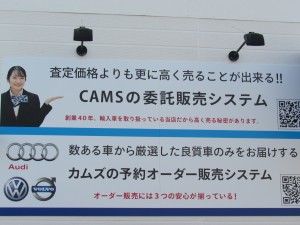 査定価格よりも更に高く売ることが出来る!!
CAMSの委託販売システム
創業40年、輸入車を取り扱っている当店だから高く売る秘密があります。
Audi
数ある車から厳選した良質車のみをお届けする
カムズの予約オーダー販売システム
VOLVO
オーダー販売には3つの安心が揃っている!